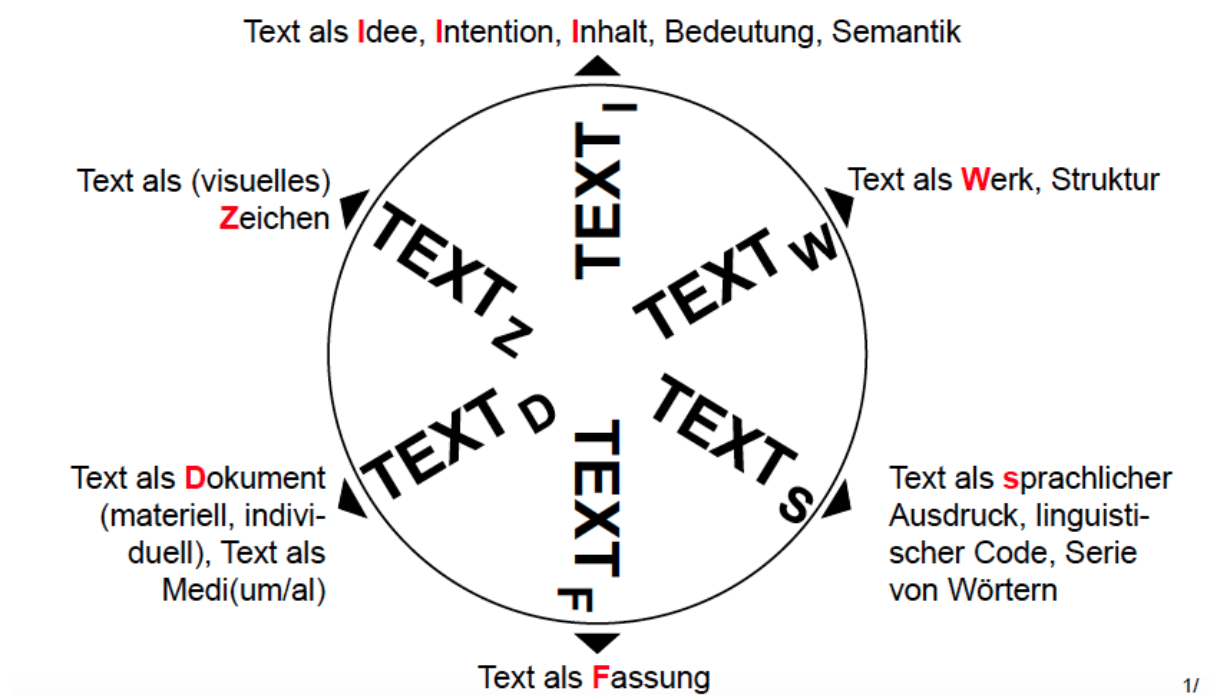 Text als Idee, Intention, Inhalt, Bedeutung, Semantik
Text als (visuelles)
Zeichen
Text als Werk, Struktur
TEXT I
TEXT W
TEXT Z
TEXT D
TEXT S
TEXT F
Text als Dokument
(materiell, indivi-
duell), Text als
Medi(um/al)
Text als sprachlicher
Ausdruck, linguisti-
scher Code, Serie
von Wörtern
Text als Fassung
1/